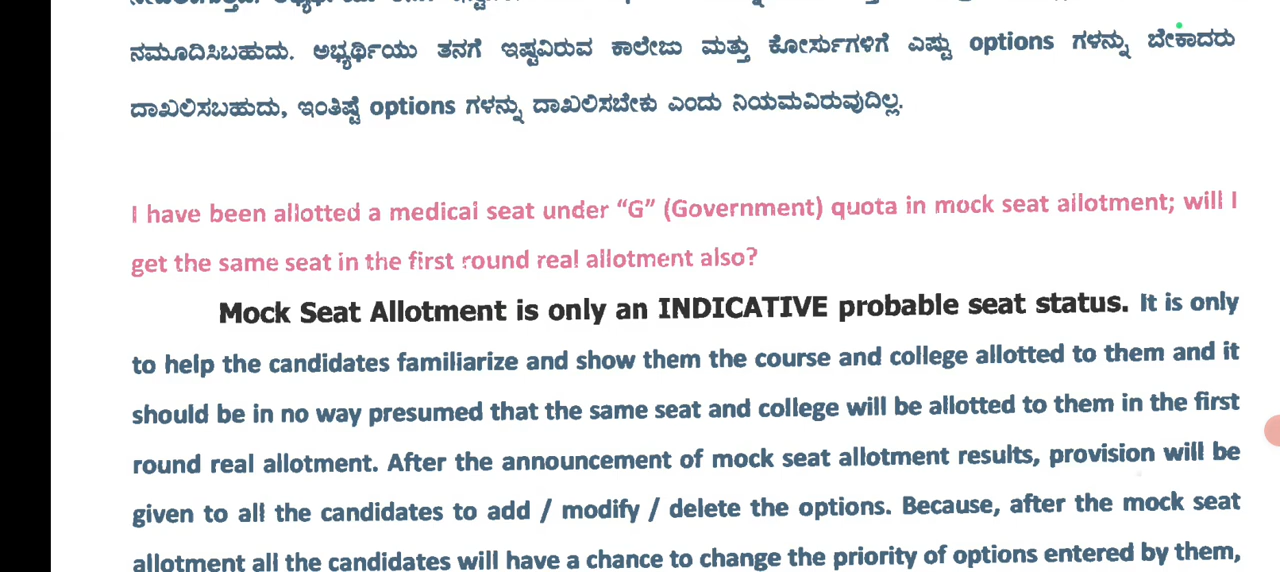 ನಮೂದಿಸಬಹುದು. ಅಭ್ಯರ್ಥಿಯು ತನಗೆ ಇಷ್ಟವಿರುವ ಕಾಲೇಜು ಮತ್ತು ಕೋರ್ಸುಗಳಿಗೆ ಎಷ್ಟು options ಗಳನ್ನು ಬೇಕಾದರು
ದಾಖಲಿಸಬಹುದು, ಇಂತಿಷ್ಟೆ options ಗಳನ್ನು ದಾಖಲಿಸಬೇಕು ಎಂದು ನಿಯಮವಿರುವುದಿಲ್ಲ.
I have been allotted a medical seat under “G” (Government) quota in mock seat allotment; will I
get the same seat in the first round real allotment also?
Mock Seat Allotment is only an INDICATIVE probable seat status. It is only
to help the candidates familiarize and show them the course and college allotted to them and it
should be in no way presumed that the same seat and college will be allotted to them in the first
round real allotment. After the announcement of mock seat allotment results, provision will be
given to all the candidates to add / modify / delete the options. Because, after the mock seat
allotment all the candidates will have a chance to change the priority of options entered by them,